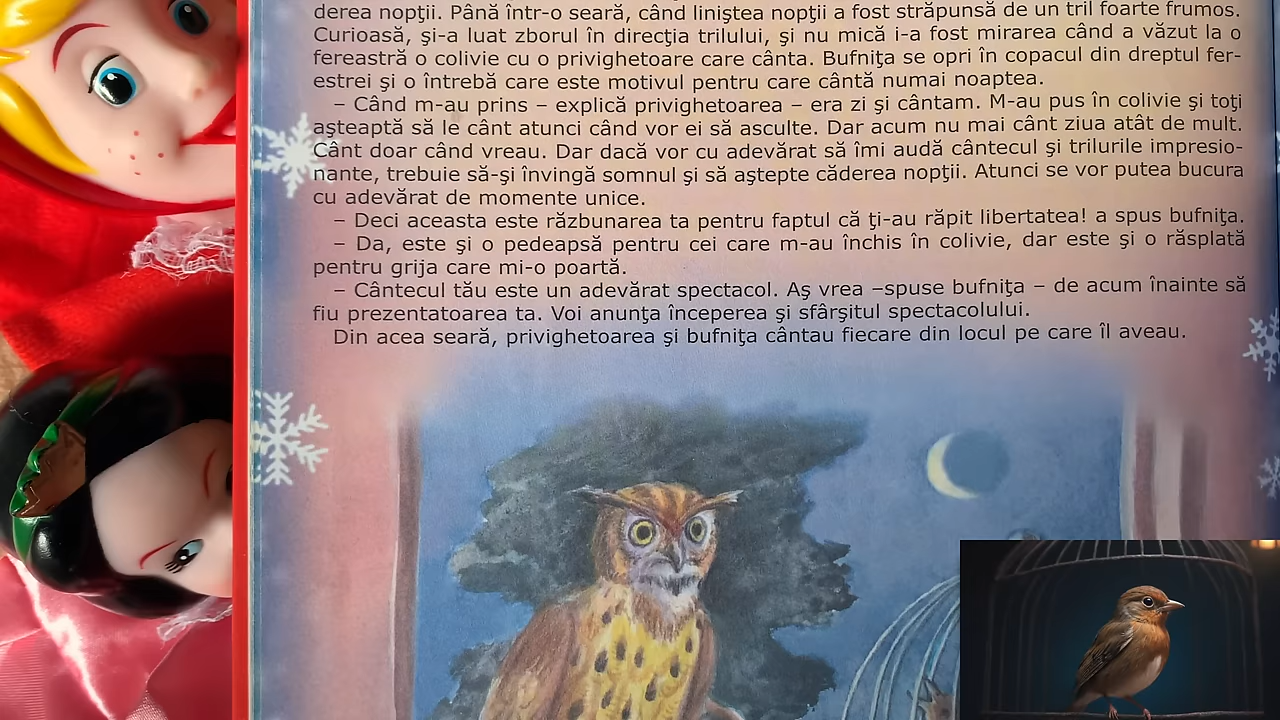 derea nopţii. Până într-o seară, când liniştea nopţii a fost străpunsă de un tril foarte frumos.
Curioasă, şi-a luat zborul în direcţia trilului, şi nu mică i-a fost mirarea când a văzut la o
fereastră o colivie cu o privighetoare care cânta. Bufniţa se opri în copacul din dreptul fer-
estrei şi o întrebă care este motivul pentru care cântă numai noaptea.
– Când m-au prins – explică privighetoarea – era zi şi cântam. M-au pus în colivie şi toţi
aşteaptă să le cânt atunci când vor ei să asculte. Dar acum nu mai cânt ziua atât de mult.
Cânt doar când vreau. Dar dacă vor cu adevărat să îmi audă cântecul şi trilurile impresio-
nante, trebuie să-şi învingă somnul şi să aştepte căderea nopţii. Atunci se vor putea bucura
cu adevărat de momente unice.
– Deci aceasta este răzbunarea ta pentru faptul că ţi-au răpit libertatea! a spus bufniţa.
– Da, este şi o pedeapsă pentru cei care m-au închis în colivie, dar este şi o răsplată
pentru grija care mi-o poartă.
– Cântecul tău este un adevărat spectacol. Aş vrea –spuse bufniţa – de acum înainte să
fiu prezentatoarea ta. Voi anunţa începerea şi sfârşitul spectacolului.
Din acea seară, privighetoarea şi bufniţa cântau fiecare din locul pe care îl aveau.